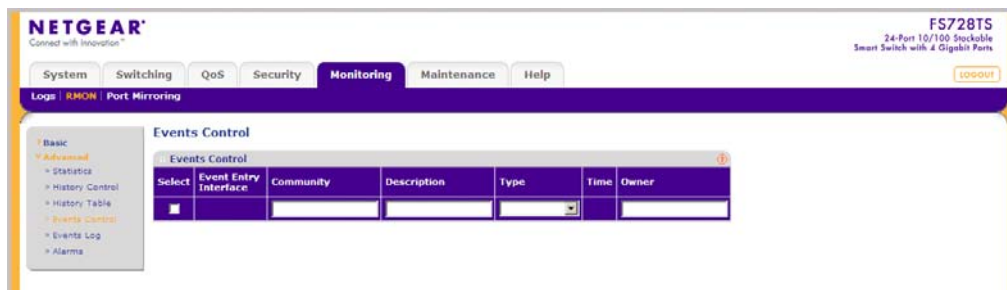 NETGEAR
Connect with Innovation™
FS728TS
24-Port 10/100 Stackable
Smart Switch with 4 Gigabit Ports
System Switching QoS Security Monitoring Maintenance Help
LOGOUT
Logs RMON Port Mirroring
Basic
Advanced
Statistics
History Control
History Table
Events Control
Events Log
Alarms
Events Control
Events Control
Select Event Entry Interface Community Description Type Time Owner